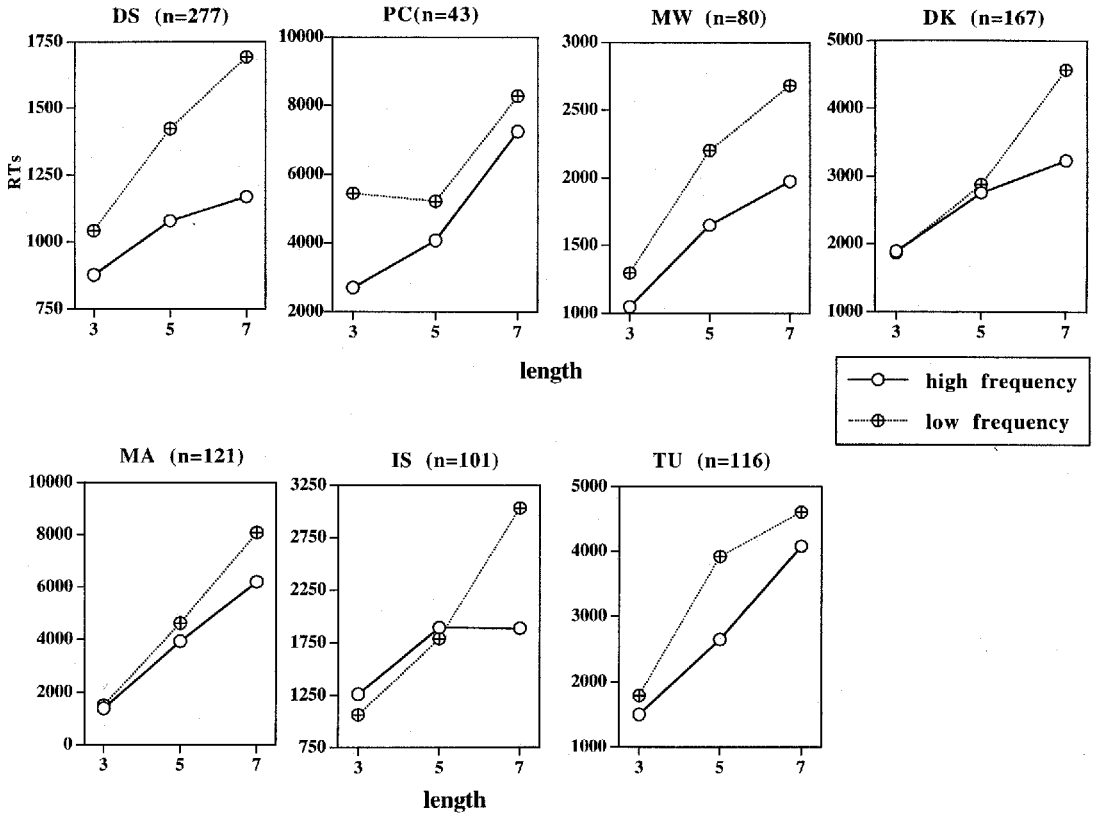 DS (n=277)
PC(n=43)
MW (n=80)
DK (n=167)
RTs
1750
1500
1250
1000
750
3 5 7
10000
8000
6000
4000
2000
3 5 7
3000
2500
2000
1500
1000
3 5 7
5000
4000
3000
2000
1000
3 5 7
length
high frequency
low frequency
MA (n=121)
IS (n=101)
TU (n=116)
10000
8000
6000
4000
2000
0
3 5 7
3250
2750
2250
1750
1250
750
3 5 7
5000
4000
3000
2000
1000
3 5 7
length